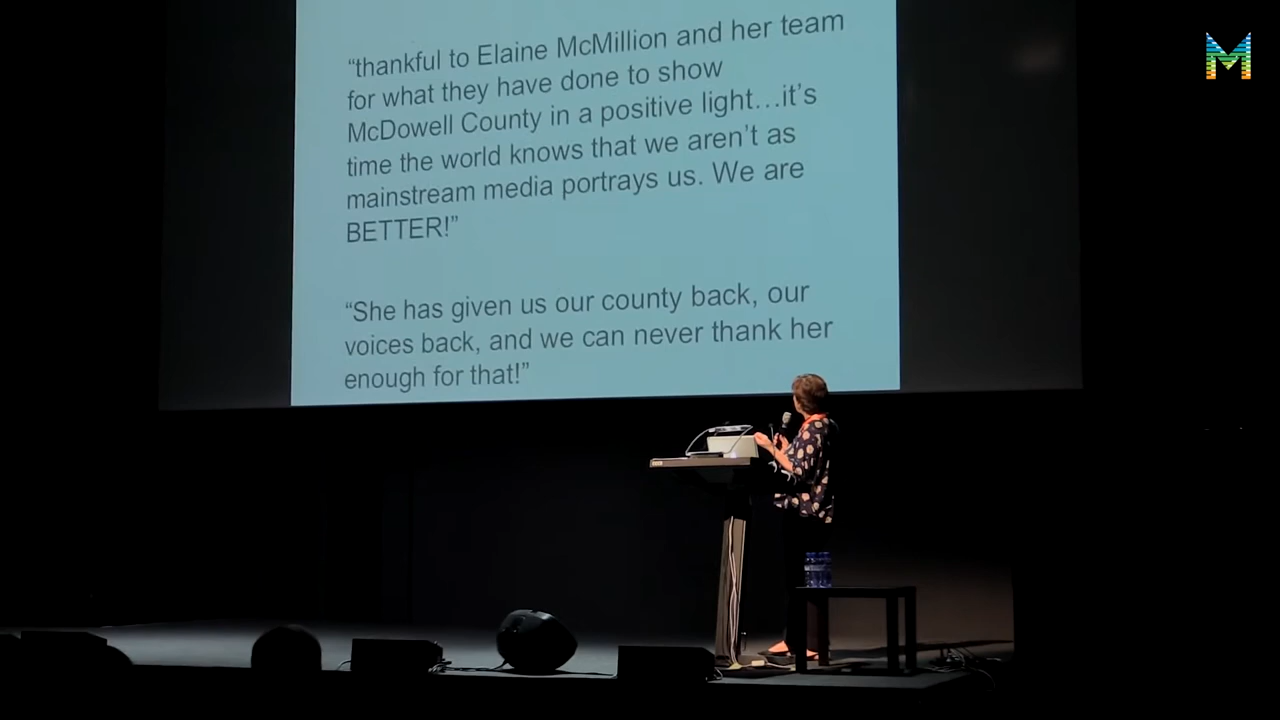 “thankful to Elaine McMillion and her team
for what they have done to show
McDowell County in a positive light…it’s
time the world knows that we aren’t as
mainstream media portrays us. We are
BETTER!”
“She has given us our county back, our
voices back, and we can never thank her
enough for that!”
M